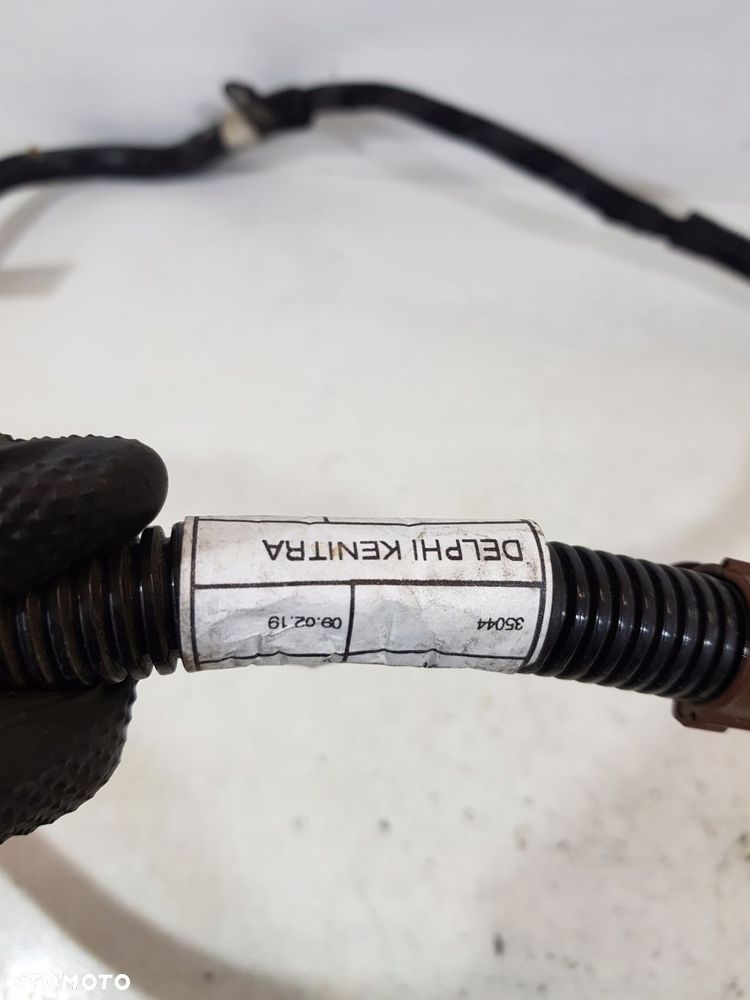 35044 09.02.19
DELPHI KENITRA
OTOMOTO